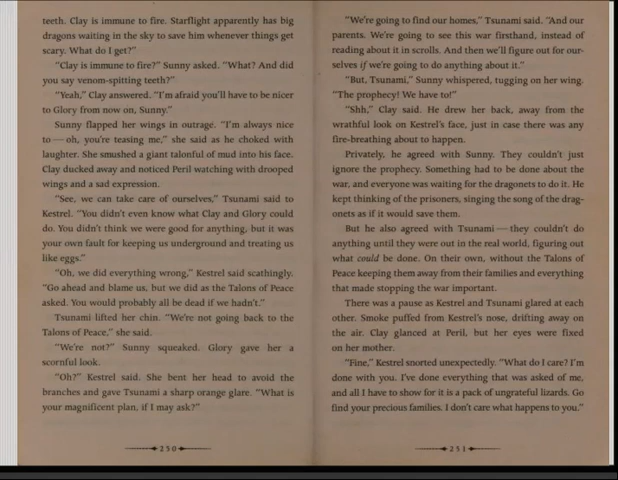 teeth. Clay is immune to fire. Starflight apparently has big
dragons waiting in the sky to save him whenever things get
scary. What do I get?"
"Clay is immune to fire?" Sunny asked. "What? And did
you say venom-spitting teeth?"
"Yeah," Clay answered. "I'm afraid you'll have to be nicer
to Glory from now on, Sunny."
Sunny flapped her wings in outrage. "I'm always nice
to — oh, you're teasing me," she said as he choked with
laughter. She smushed a giant talonful of mud into his face.
Clay ducked away and noticed Peril watching with drooped
wings and a sad expression.
"See, we can take care of ourselves," Tsunami said to
Kestrel. "You didn't even know what Clay and Glory could
do. You didn't think we were good for anything, but it was
your own fault for keeping us underground and treating us
like eggs."
"Oh, we did everything wrong," Kestrel said scathingly.
"Go ahead and blame us, but we did as the Talons of Peace
asked. You would probably all be dead if we hadn't."
Tsunami lifted her chin. "We're not going back to the
Talons of Peace," she said.
"We're not?" Sunny squeaked. Glory gave her a
scornful look.
"Oh?" Kestrel said. She bent her head to avoid the
branches and gave Tsunami a sharp orange glare. "What is
your magnificent plan, if I may ask?"
250
"We're going to find our homes," Tsunami said. "And our
parents. We're going to see this war firsthand, instead of
reading about it in scrolls. And then we'll figure out for our-
selves if we're going to do anything about it."
"But, Tsunami," Sunny whispered, tugging on her wing.
"The prophecy! We have to!"
"Shh," Clay said. He drew her back, away from the
wrathful look on Kestrel's face, just in case there was any
fire-breathing about to happen.
Privately, he agreed with Sunny. They couldn't just
ignore the prophecy. Something had to be done about the
war, and everyone was waiting for the dragonets to do it. He
kept thinking of the prisoners, singing the song of the drag-
onets as if it would save them.
But he also agreed with Tsunami — they couldn't do
anything until they were out in the real world, figuring out
what could be done. On their own, without the Talons of
Peace keeping them away from their families and everything
that made stopping the war important.
There was a pause as Kestrel and Tsunami glared at each
other. Smoke puffed from Kestrel's nose, drifting away on
the air. Clay glanced at Peril, but her eyes were fixed
on her mother.
"Fine," Kestrel snorted unexpectedly. "What do I care? I'm
done with you. I've done everything that was asked of me,
and all I have to show for it is a pack of ungrateful lizards. Go
find your precious families. I don't care what happens to you."
251